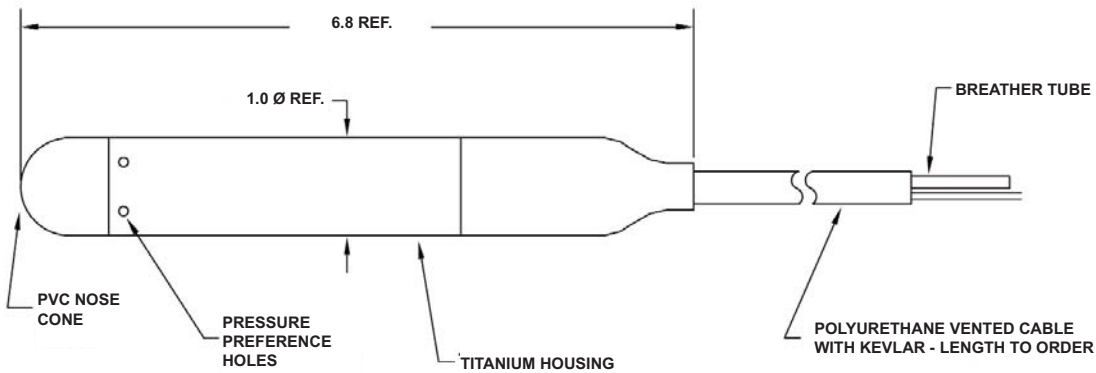 6.8 REF.
1.0 Ø REF.
BREATHER TUBE
PVC NOSE
CONE
PRESSURE
PREFERENCE
HOLES
TITANIUM HOUSING
POLYURETHANE VENTED CABLE
WITH KEVLAR - LENGTH TO ORDER